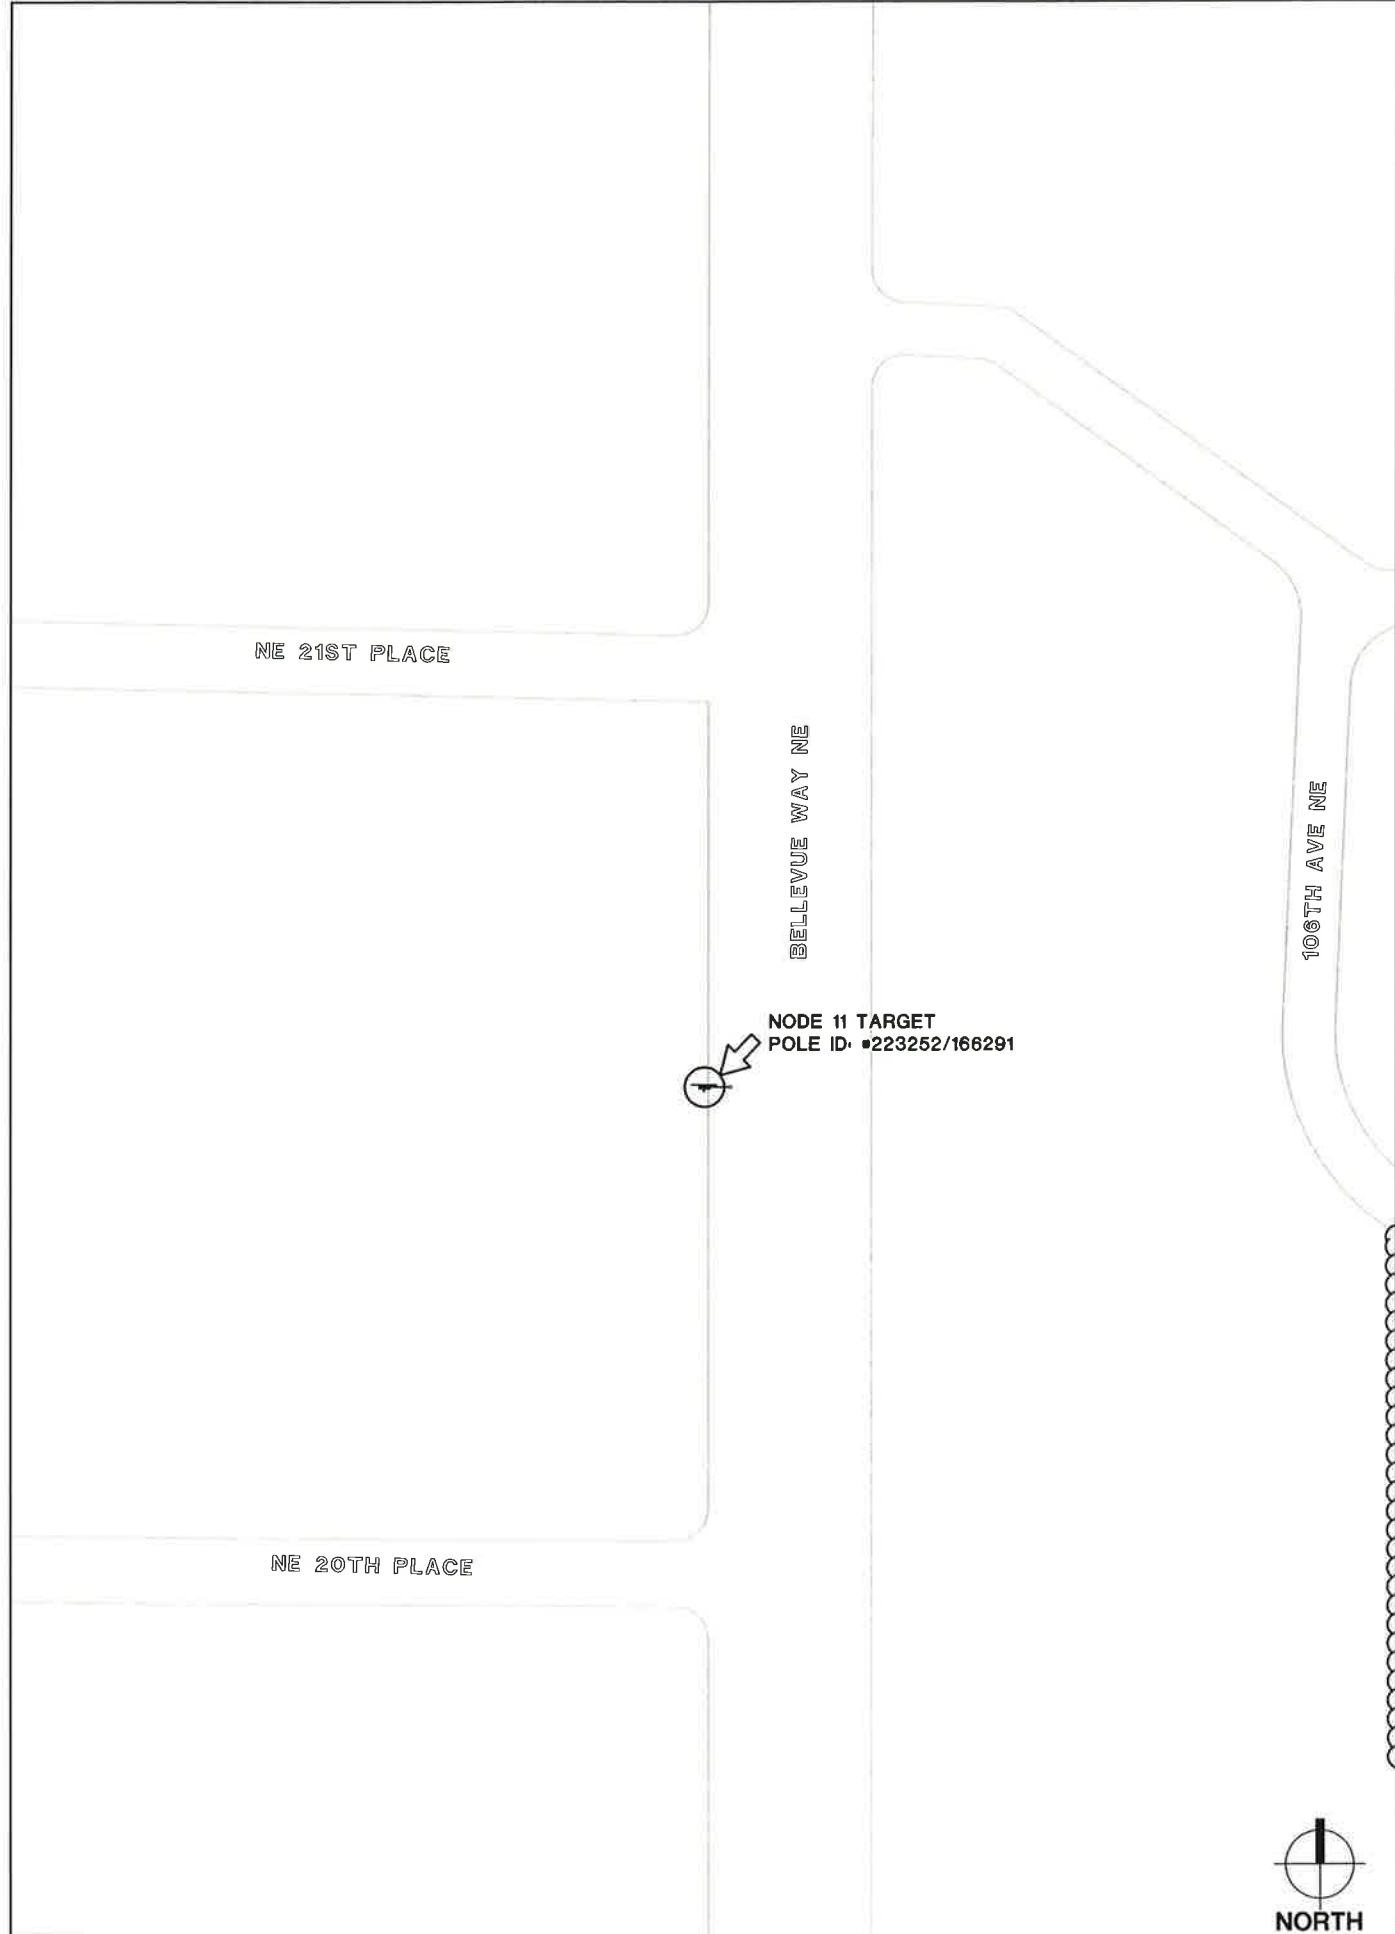 NE 21ST PLACE
BELLEVUE WAY NE
106TH AVE NE
NODE 11 TARGET
POLE ID: #223252/166291
NE 20TH PLACE
NORTH